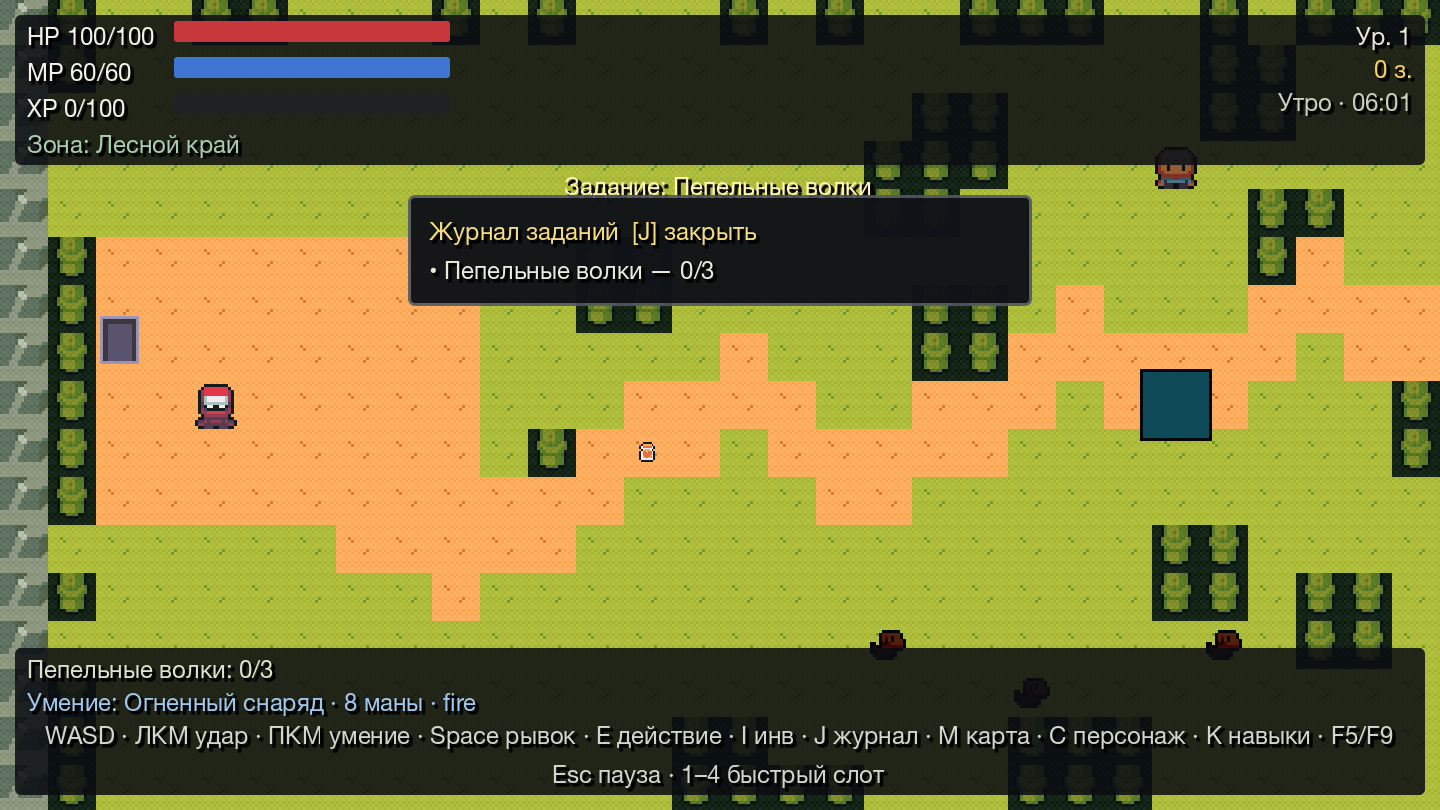 HP 100/100
MP 60/60
XP 0/100
Зона: Лесной край
Ур. 1
0 з.
Утро · 06:01
Задание: Пепельные волки
Журнал заданий  [J] закрыть
• Пепельные волки — 0/3
Пепельные волки: 0/3
Умение: Огненный снаряд · 8 маны · fire
WASD · ЛКМ удар · ПКМ умение · Space рывок · E действие · I инв · J журнал · M карта · C персонаж · K навыки · F5/F9
Esc пауза · 1–4 быстрый слот